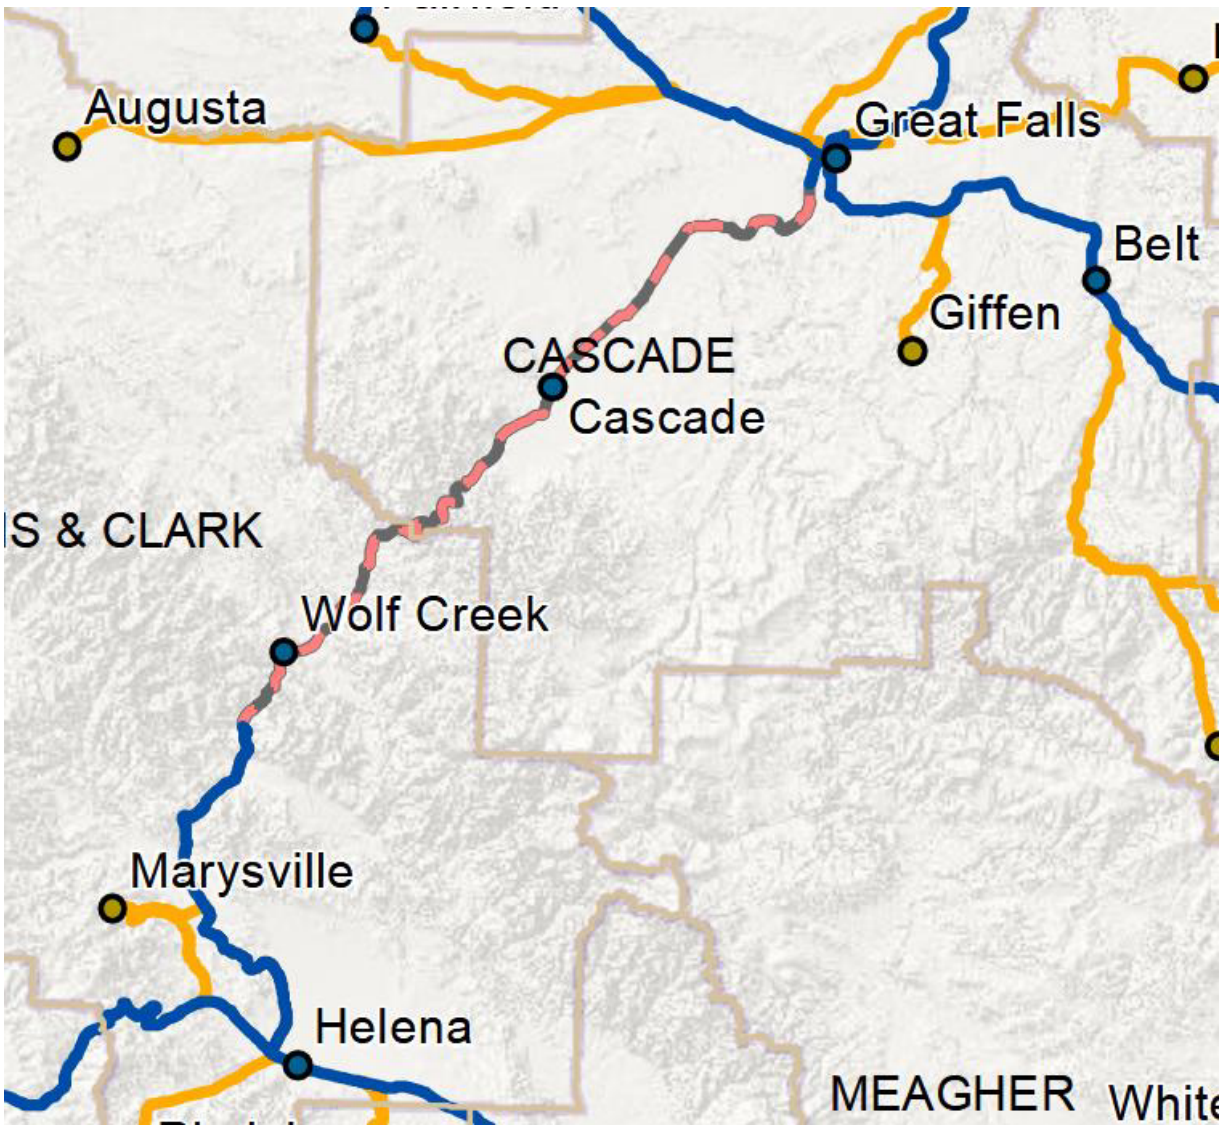 Augusta
Great Falls
Belt
Giffen
CASCADE
Cascade
S & CLARK
Wolf Creek
Marysville
Helena
MEAGHER
White